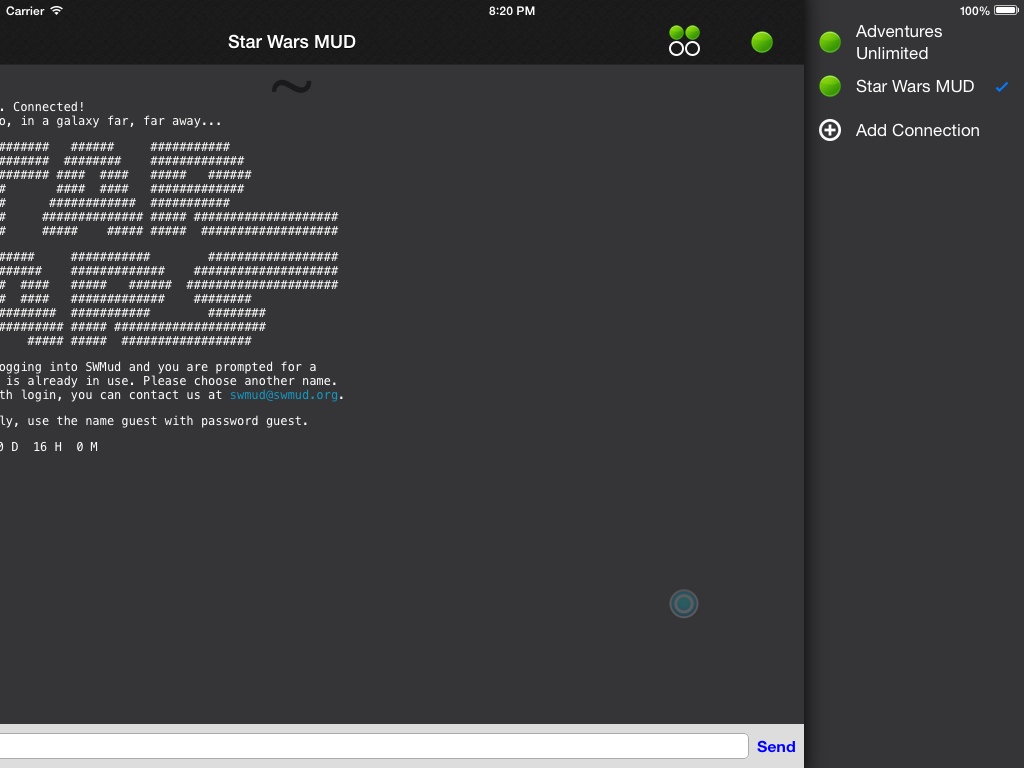 Carrier 8:20 PM 100%
Star Wars MUD
Adventures
Unlimited
Star Wars MUD
Add Connection
~
. Connected!
o, in a galaxy far, far away...
#######   ######     ###########
#######  ########    #############
####### ####  ####   #####   ######
#       ####  ####   #############
#      ############  ###########
#     ############## ##### ####################
#     #####    ##### #####  ###################
#####     ###########        ##################
######    #############    ####################
#  ####   #####   ######  #####################
#  ####   #############    ########
########  ###########        ########
######### ##### #####################
    ##### #####  ##################
ogging into SWMud and you are prompted for a
is already in use. Please choose another name.
th login, you can contact us at swmud@swmud.org.
ly, use the name guest with password guest.
0 D  16 H  0 M
Send